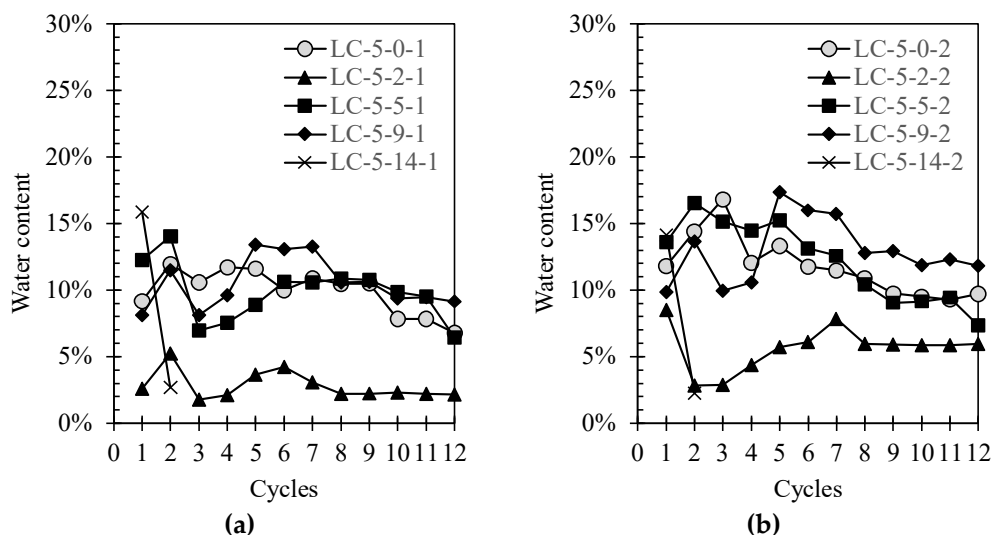 30%
25%
20%
15%
10%
5%
0%
Water content
LC-5-0-1
LC-5-2-1
LC-5-5-1
LC-5-9-1
LC-5-14-1
0 1 2 3 4 5 6 7 8 9 10 11 12
Cycles
(a)
30%
25%
20%
15%
10%
5%
0%
Water content
LC-5-0-2
LC-5-2-2
LC-5-5-2
LC-5-9-2
LC-5-14-2
0 1 2 3 4 5 6 7 8 9 10 11 12
Cycles
(b)